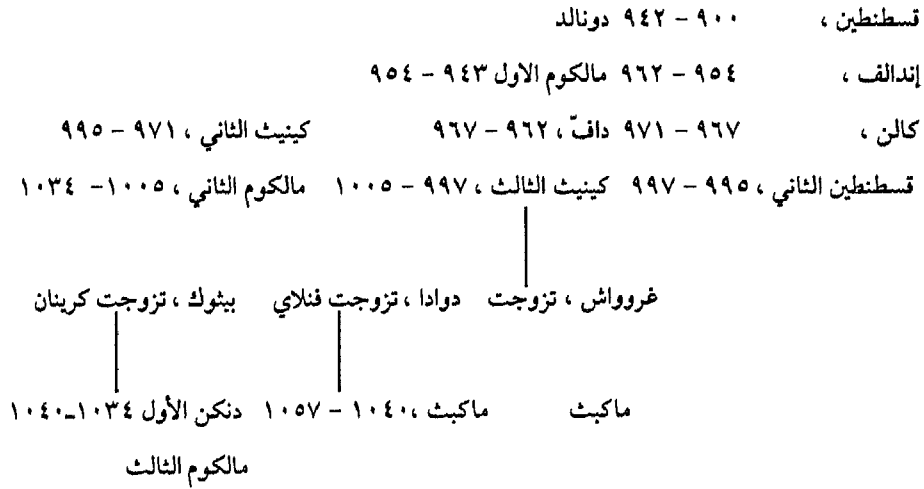 قسطنطين ، ٩٠٠ – ٩٤٢ دونالد
إندالف ، ٩٥٤ – ٩٦٢ مالكوم الاول ٩٤٣ – ٩٥٤
كالن ، ٩٦٧ – ٩٧١ دافّ ، ٩٦٢ – ٩٦٧ كينيث الثاني ، ٩٧١ – ٩٩٥
قسطنطين الثاني ، ٩٩٥ – ٩٩٧ كينيث الثالث ، ٩٩٧ – ١٠٠٥ مالكوم الثاني ، ١٠٠٥ – ١٠٣٤
غروواش ، تزوجت دوادا ، تزوجت فنلاي بيثوك ، تزوجت كرينان
ماكبث ماكبث ، ١٠٤٠ – ١٠٥٧ دنكن الأول ١٠٣٤ــ١٠٤٠
مالكوم الثالث